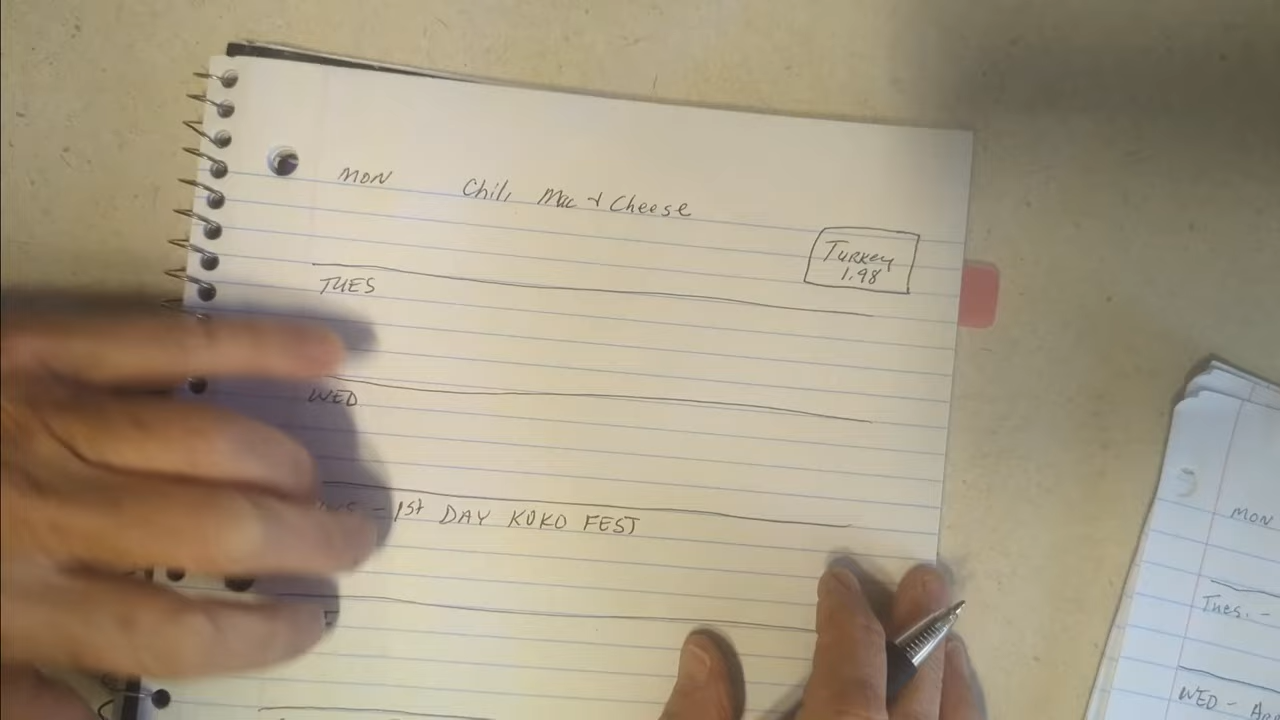 MON Chili Mac + Cheese
Turkey
1.98
TUES
WED
- 1st DAY KOKO FEST
MON
Tues. -
WED -